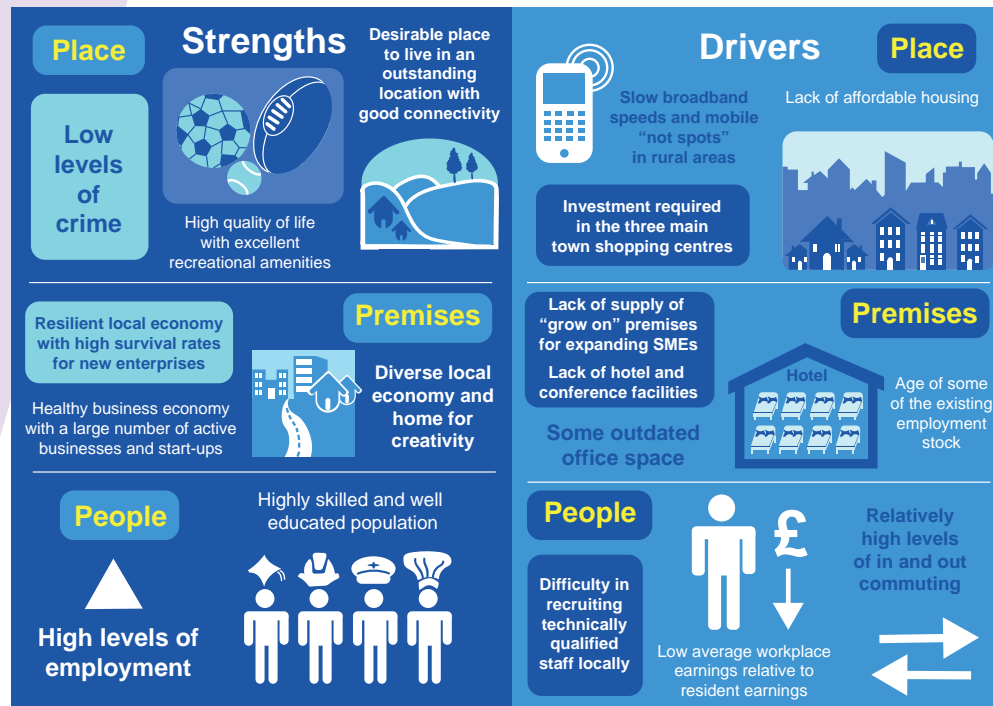 Strengths
Place
Low
levels
of
crime
High quality of life
with excellent
recreational amenities
Desirable place
to live in an
outstanding
location with
good connectivity
Premises
Resilient local economy
with high survival rates
for new enterprises
Healthy business economy
with a large number of active
businesses and start-ups
Diverse local
economy and
home for
creativity
People
High levels of
employment
Highly skilled and well
educated population
Drivers
Place
Slow broadband
speeds and mobile
“not spots”
in rural areas
Lack of affordable housing
Investment required
in the three main
town shopping centres
Premises
Lack of supply of
“grow on” premises
for expanding SMEs
Lack of hotel and
conference facilities
Some outdated
office space
Hotel
Age of some
of the existing
employment
stock
People
Difficulty in
recruiting
technically
qualified
staff locally
£
Low average workplace
earnings relative to
resident earnings
Relatively
high levels
of in and out
commuting